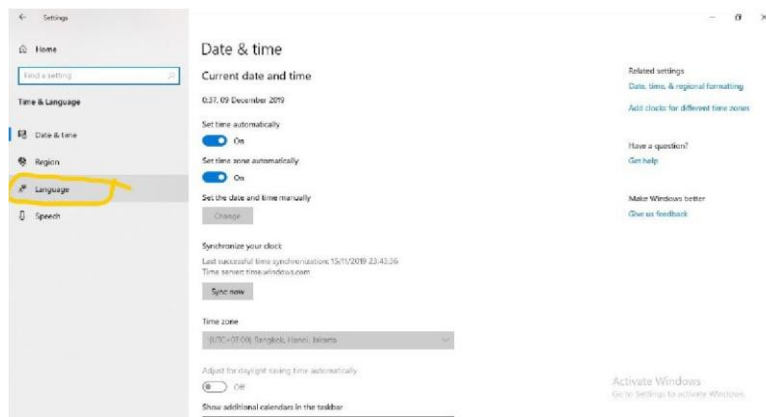 Settings
Home
Find a setting
Time & Language
Date & time
Region
Language
Speech
Date & time
Current date and time
0:37, 09 December 2019
Set time automatically
On
Set time zone automatically
On
Set the date and time manually
Change
Synchronize your clock
Last successful time synchronization: 15/11/2019 23:43:36
Time server: time.windows.com
Sync now
Time zone
(UTC+07:00) Bangkok, Hanoi, Jakarta
Adjust for daylight saving time automatically
Off
Show additional calendars in the taskbar
Related settings
Date, time, & regional formatting
Add clocks for different time zones
Have a question?
Get help
Make Windows better
Give us feedback
Activate Windows
Go to Settings to activate Windows.